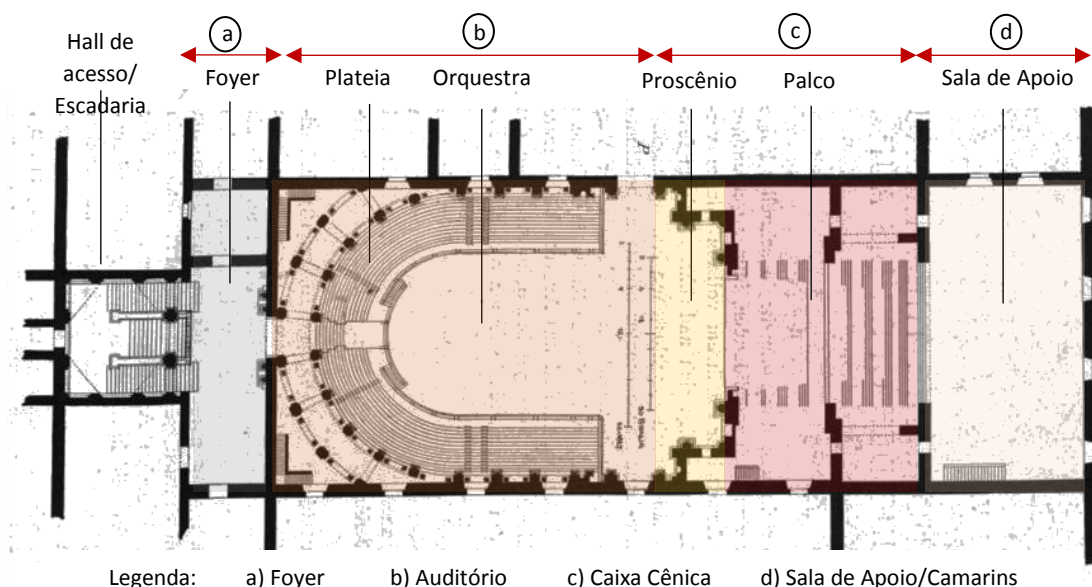 a b c d
Hall de
acesso/
Escadaria
Foyer Plateia Orquestra Proscênio Palco Sala de Apoio
Legenda: a) Foyer b) Auditório c) Caixa Cênica d) Sala de Apoio/Camarins